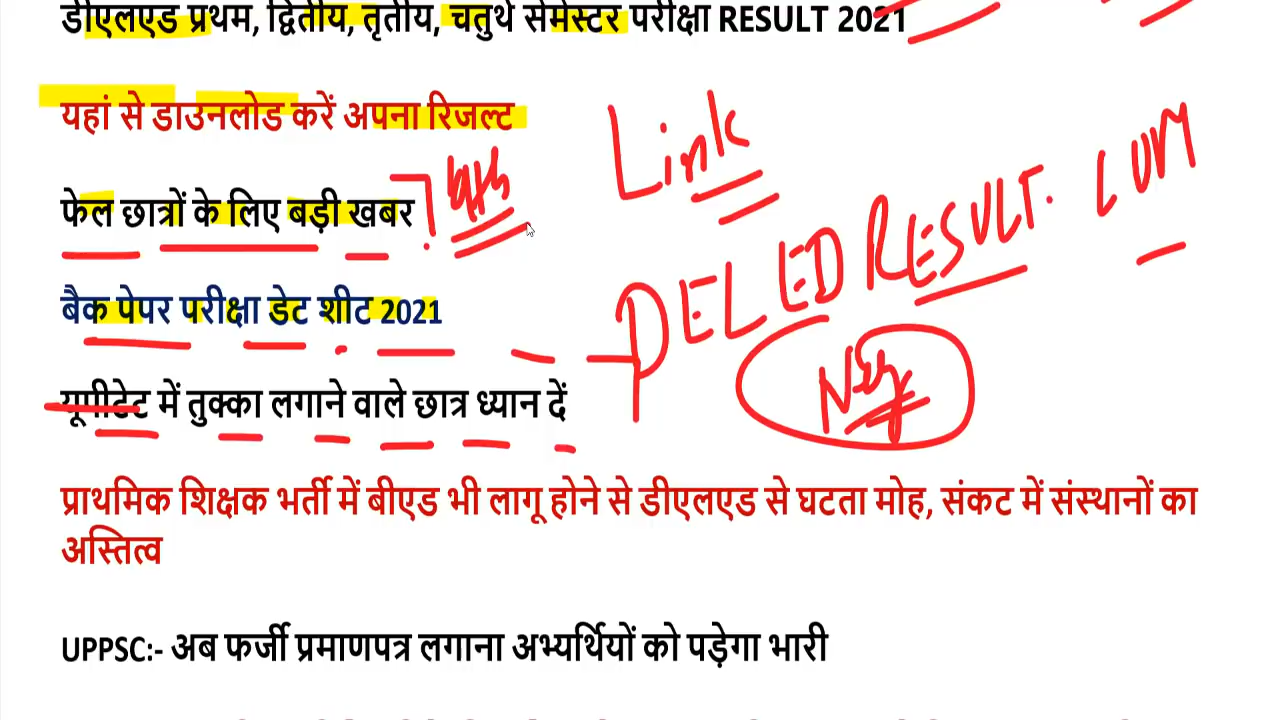 डीएलएड प्रथम, द्वितीय, तृतीय, चतुर्थ सेमेस्टर परीक्षा RESULT 2021
यहां से डाउनलोड करें अपना रिजल्ट
Link
फेल छात्रों के लिए बड़ी खबर
DELED RESULT. COM
बैक पेपर परीक्षा डेट शीट 2021
यूपीटेट में तुक्का लगाने वाले छात्र ध्यान दें
प्राथमिक शिक्षक भर्ती में बीएड भी लागू होने से डीएलएड से घटता मोह, संकट में संस्थानों का
अस्तित्व
UPPSC:- अब फर्जी प्रमाणपत्र लगाना अभ्यर्थियों को पड़ेगा भारी